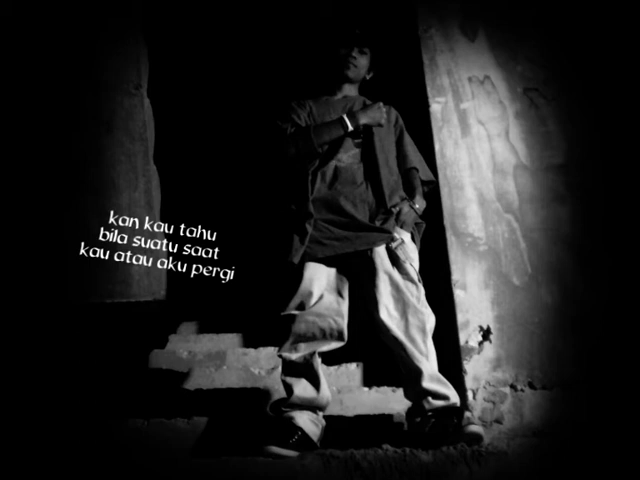 kan kau tahu
bila suatu saat
kau atau aku pergi